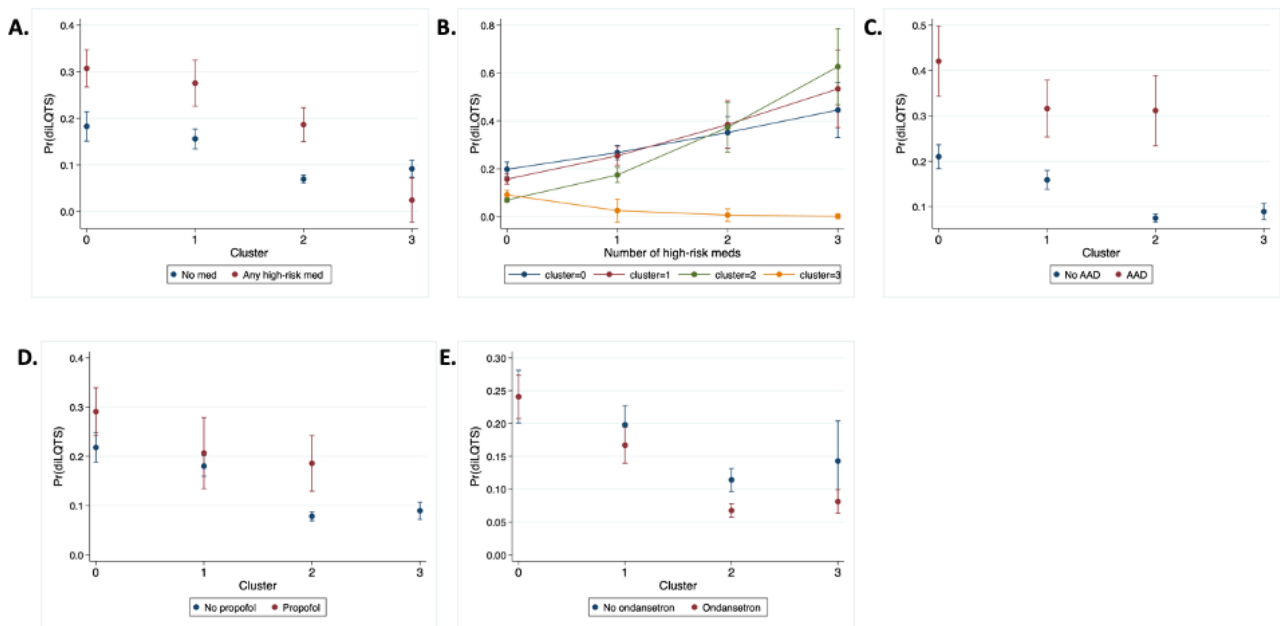 A.
0.4
0.3
0.2
0.1
0.0
Pr(diLQTS)
0 1 2 3
Cluster
No med Any high-risk med
B.
0.8
0.6
0.4
0.2
0.0
Pr(diLQTS)
0 1 2 3
Number of high-risk meds
cluster=0 cluster=1 cluster=2 cluster=3
C.
0.5
0.4
0.3
0.2
0.1
Pr(diLQTS)
0 1 2 3
Cluster
No AAD AAD
D.
0.4
0.3
0.2
0.1
0.0
Pr(diLQTS)
0 1 2 3
Cluster
No propofol Propofol
E.
0.30
0.25
0.20
0.15
0.10
0.05
0.00
Pr(diLQTS)
0 1 2 3
Cluster
No ondansetron Ondansetron